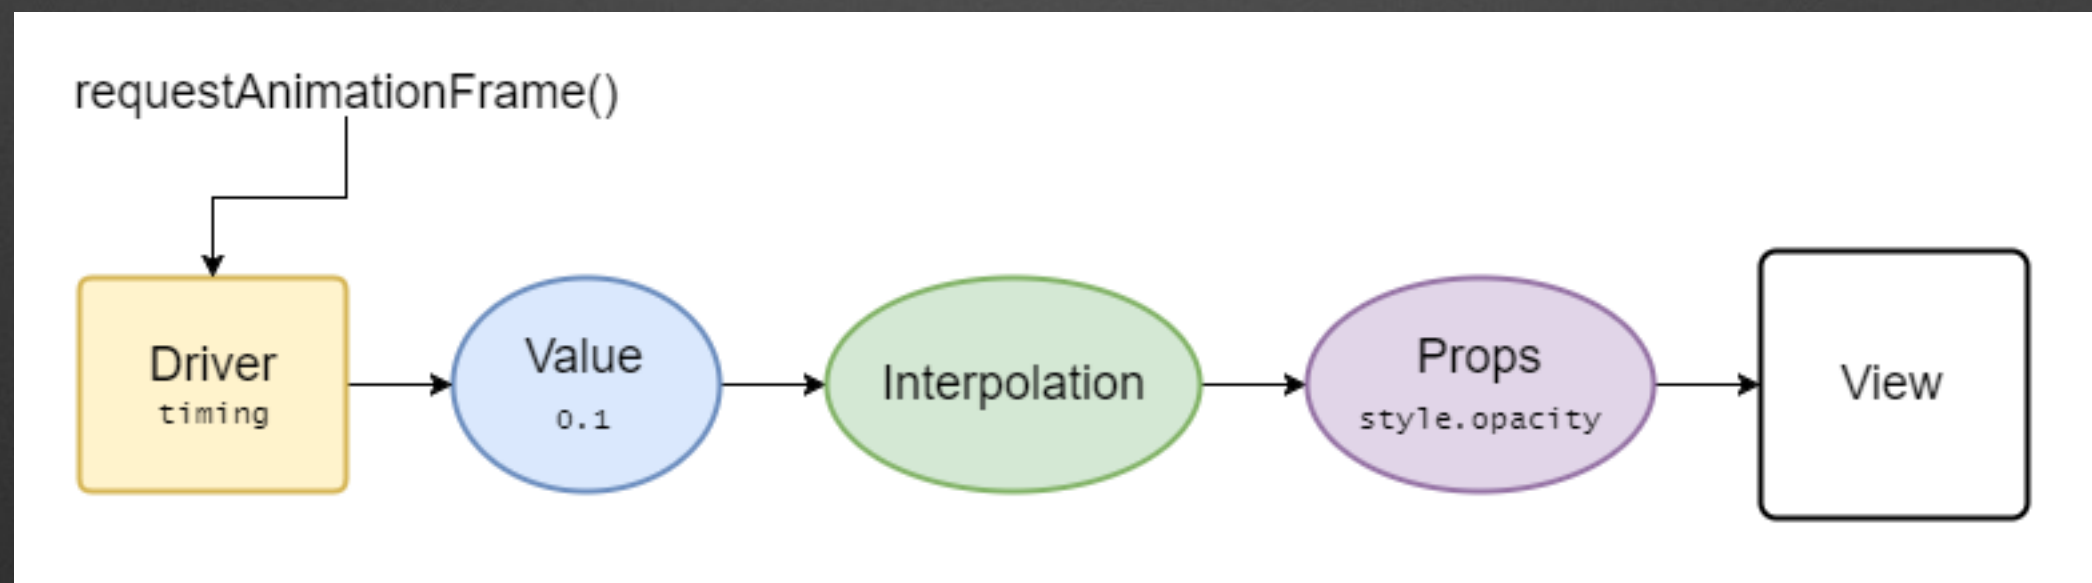 requestAnimationFrame()
Driver
timing
Value
0.1
Interpolation
Props
style.opacity
View